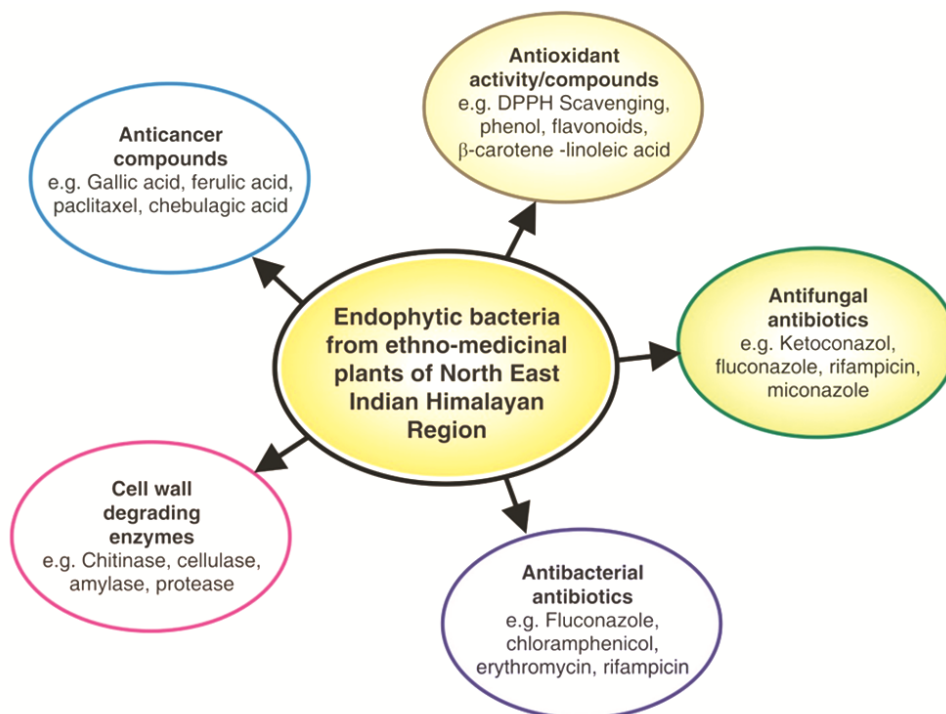 Antioxidant
activity/compounds
e.g. DPPH Scavenging,
phenol, flavonoids,
β-carotene -linoleic acid
Anticancer
compounds
e.g. Gallic acid, ferulic acid,
paclitaxel, chebulagic acid
Endophytic bacteria
from ethno-medicinal
plants of North East
Indian Himalayan
Region
Antifungal
antibiotics
e.g. Ketoconazol,
fluconazole, rifampicin,
miconazole
Cell wall
degrading
enzymes
e.g. Chitinase, cellulase,
amylase, protease
Antibacterial
antibiotics
e.g. Fluconazole,
chloramphenicol,
erythromycin, rifampicin